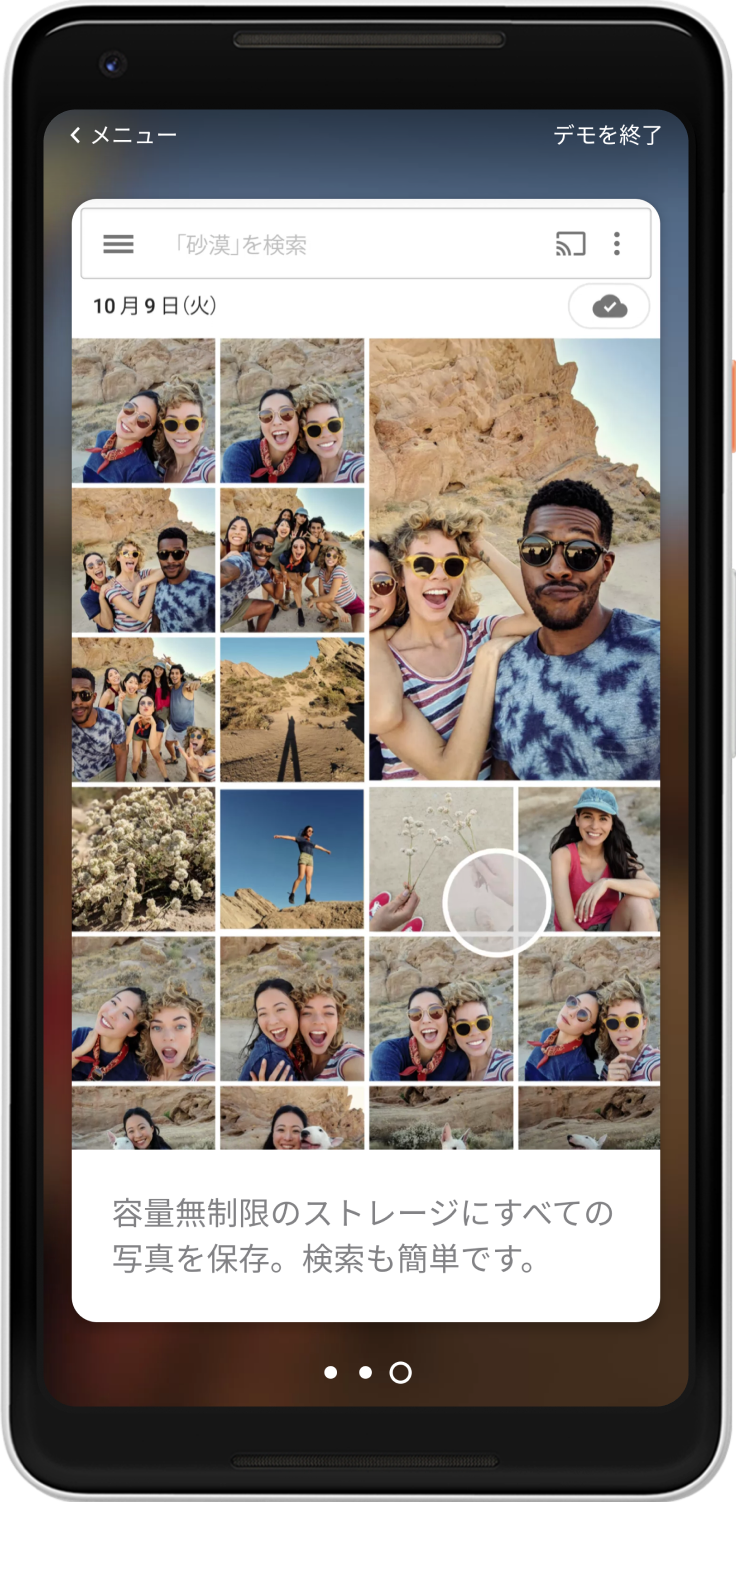 メニュー
デモを終了
「砂漠」を検索
10 月 9 日（火）
容量無制限のストレージにすべての
写真を保存。検索も簡単です。